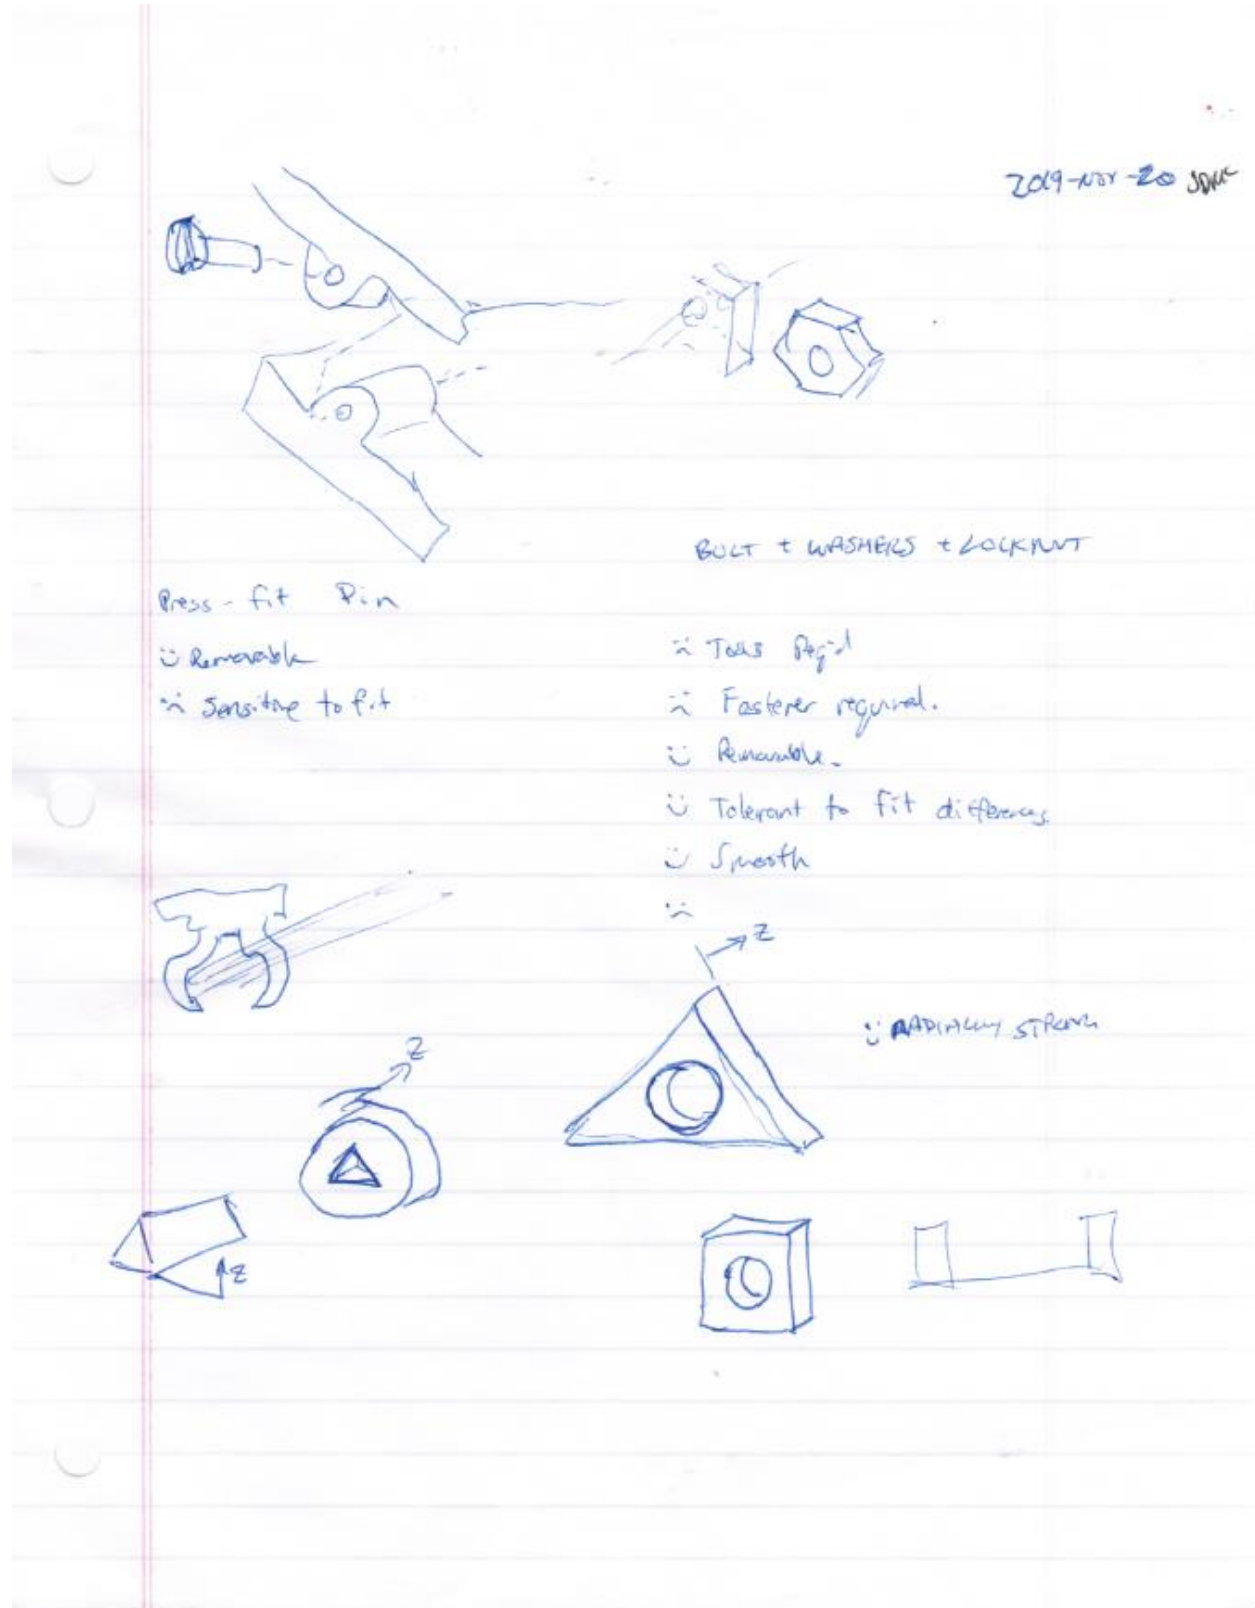 2019-NOV-20
BOLT + WASHERS + LOCKNUT
Press-fit Pin
:) Removable
:( Sensitive to fit
:( Tools Req'd
:( Fastener required.
:) Removable.
:) Tolerant to fit differences.
:) Smooth
:(
Z
:) RADIALLY STRONG
Z
Z